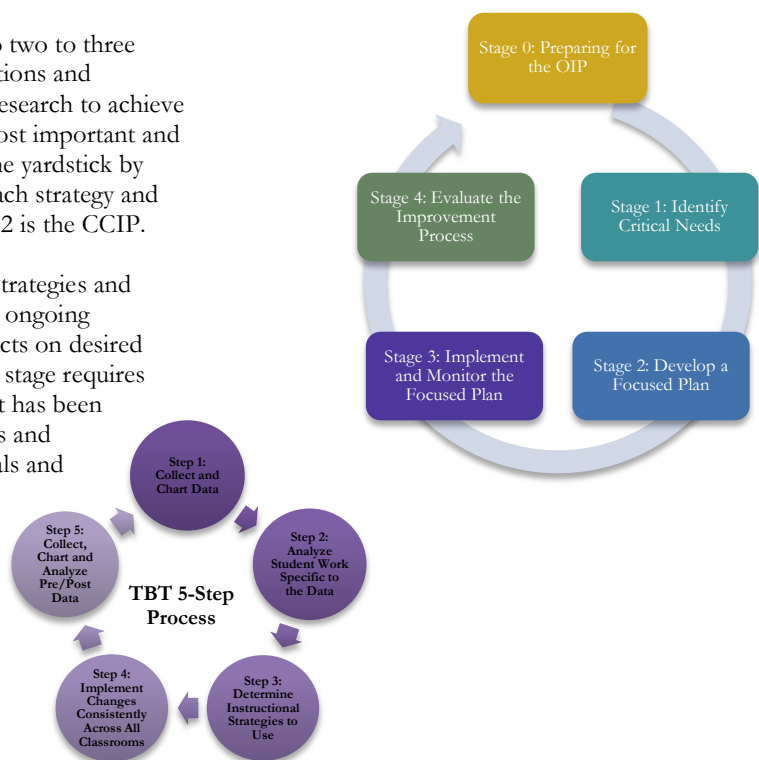 two to three
tions and
esearch to achieve
ost important and
ne yardstick by
ach strategy and
2 is the CCIP.
trategies and
ongoing
cts on desired
stage requires
t has been
s and
als and
Stage 0: Preparing for
the OIP
Stage 1: Identify
Critical Needs
Stage 2: Develop a
Focused Plan
Stage 3: Implement
and Monitor the
Focused Plan
Stage 4: Evaluate the
Improvement
Process
TBT 5-Step
Process
Step 1:
Collect and
Chart Data
Step 2:
Analyze
Student Work
Specific to
the Data
Step 3:
Determine
Instructional
Strategies to
Use
Step 4:
Implement
Changes
Consistently
Across All
Classrooms
Step 5:
Collect,
Chart and
Analyze
Pre/Post
Data